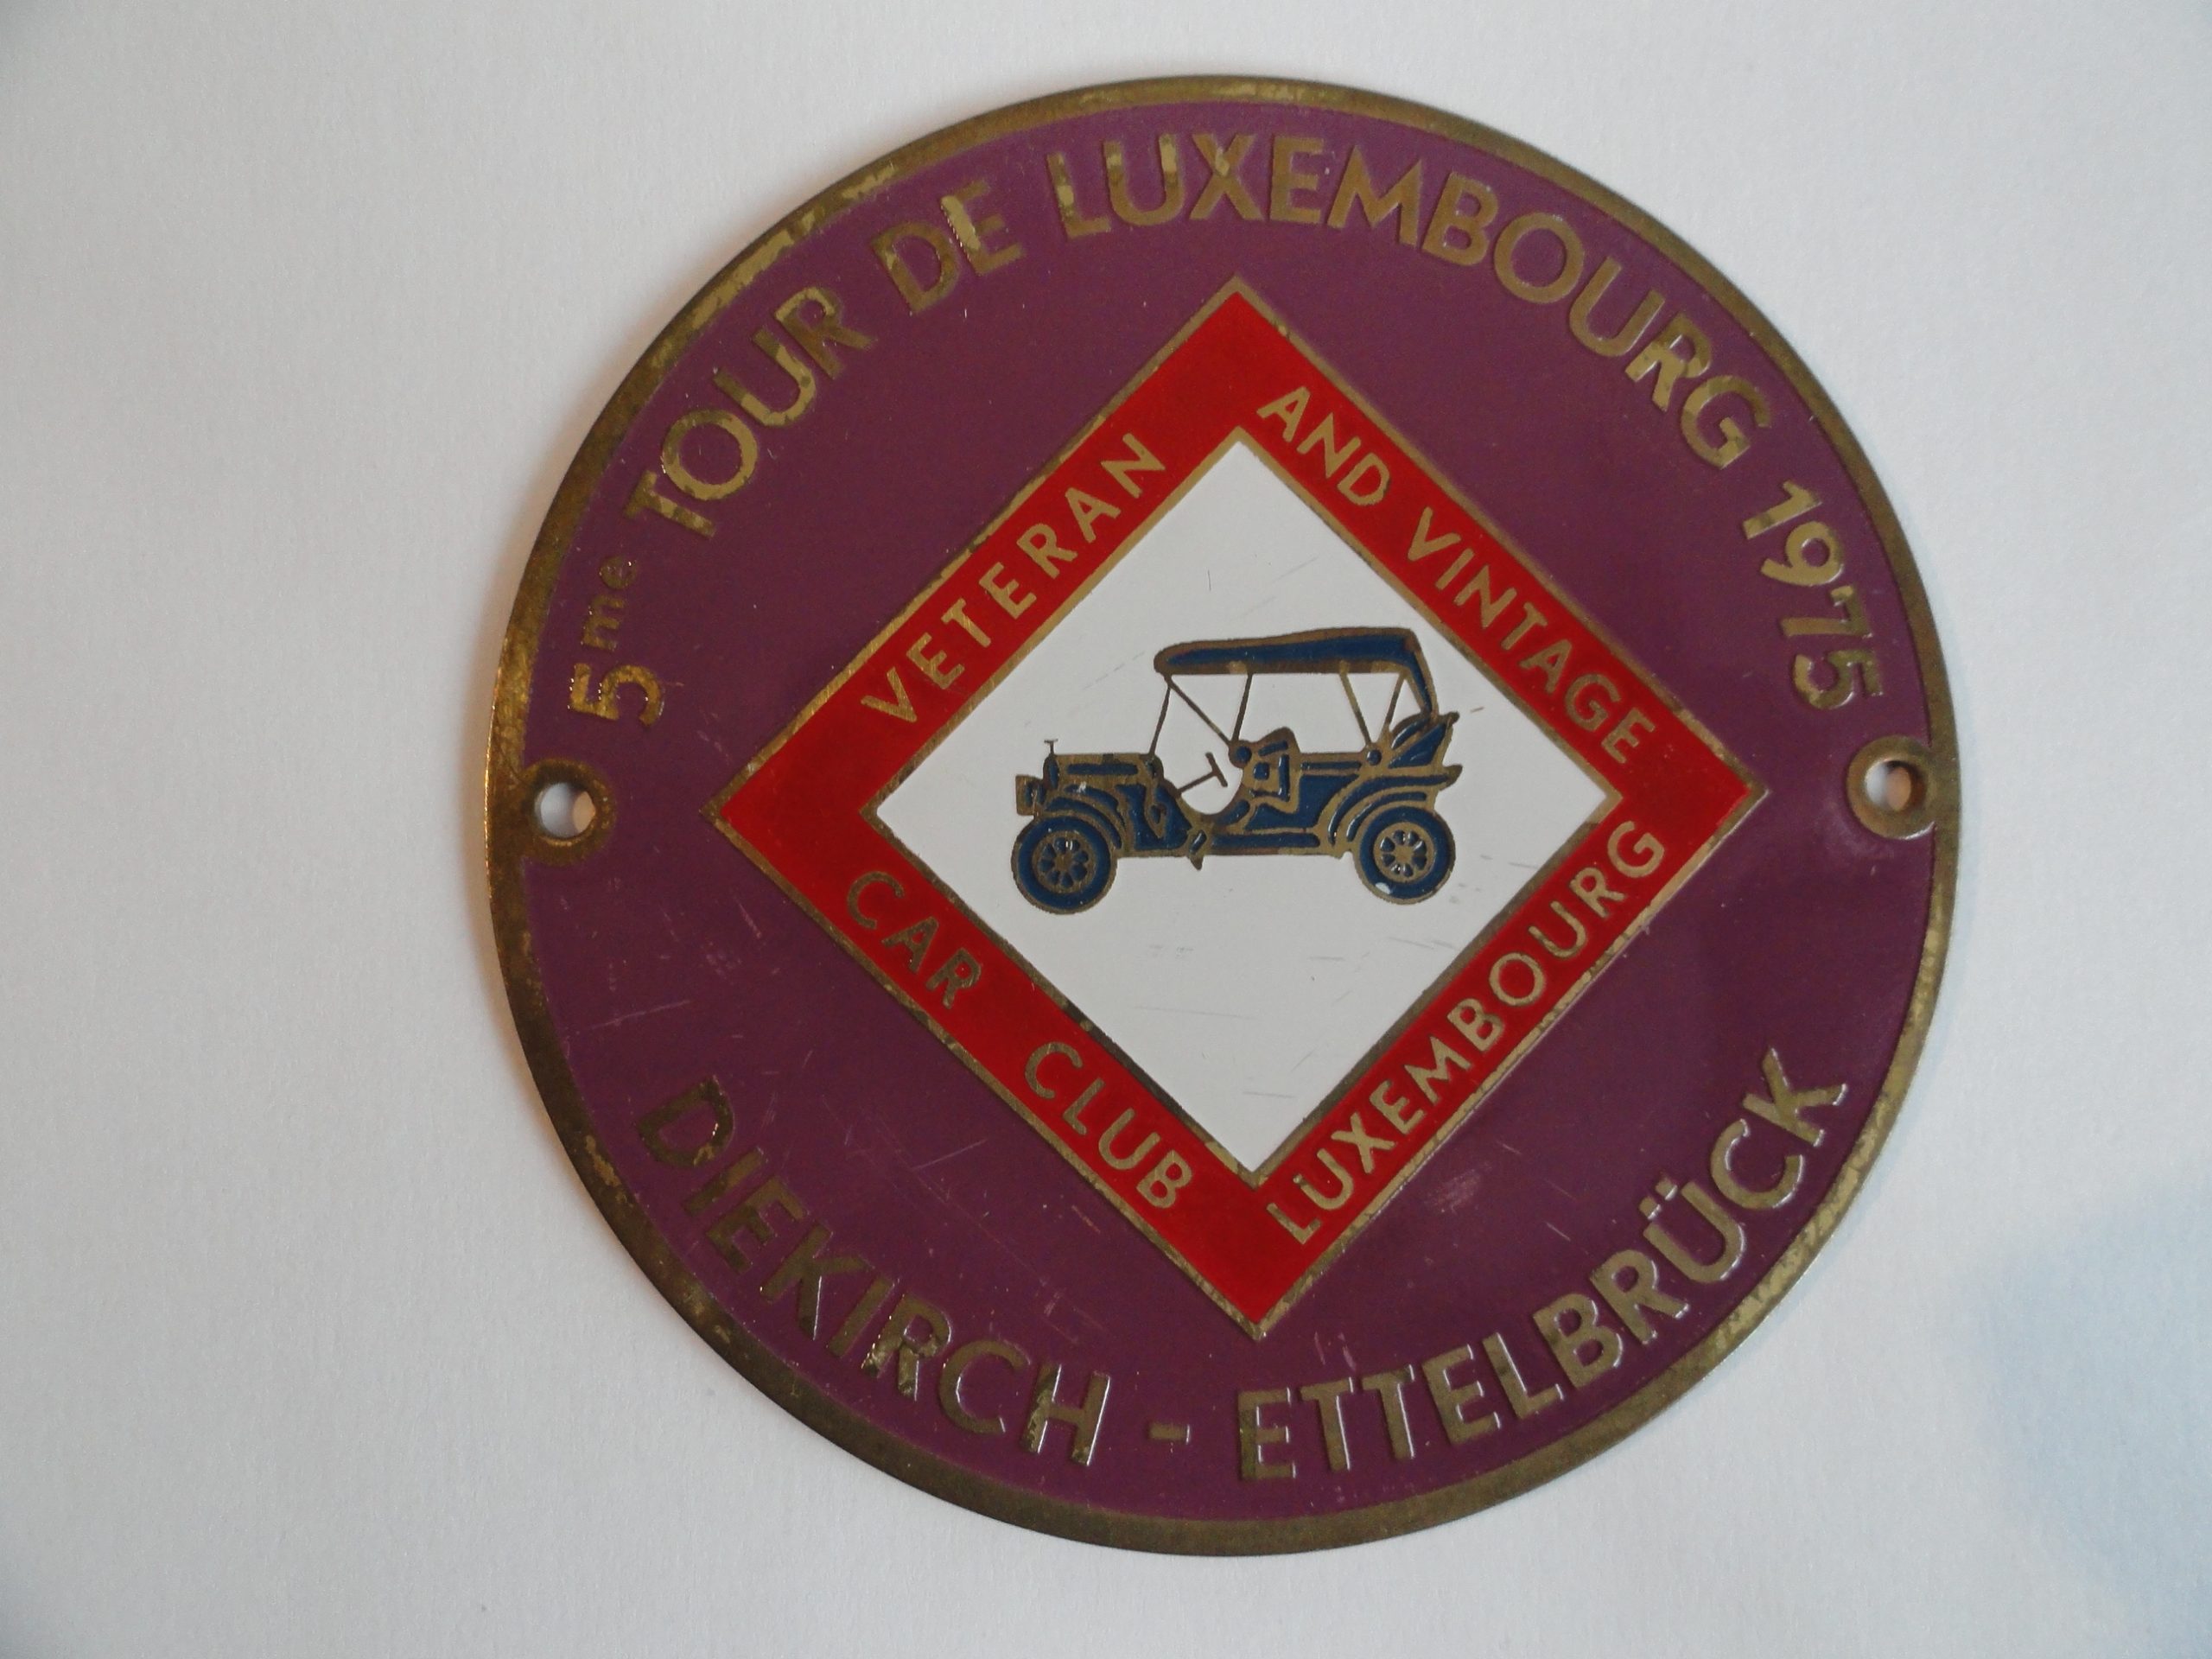 5me TOUR DE LUXEMBOURG 1975
VETERAN
AND VINTAGE
CAR CLUB
LUXEMBOURG
DIEKIRCH - ETTELBRÜCK